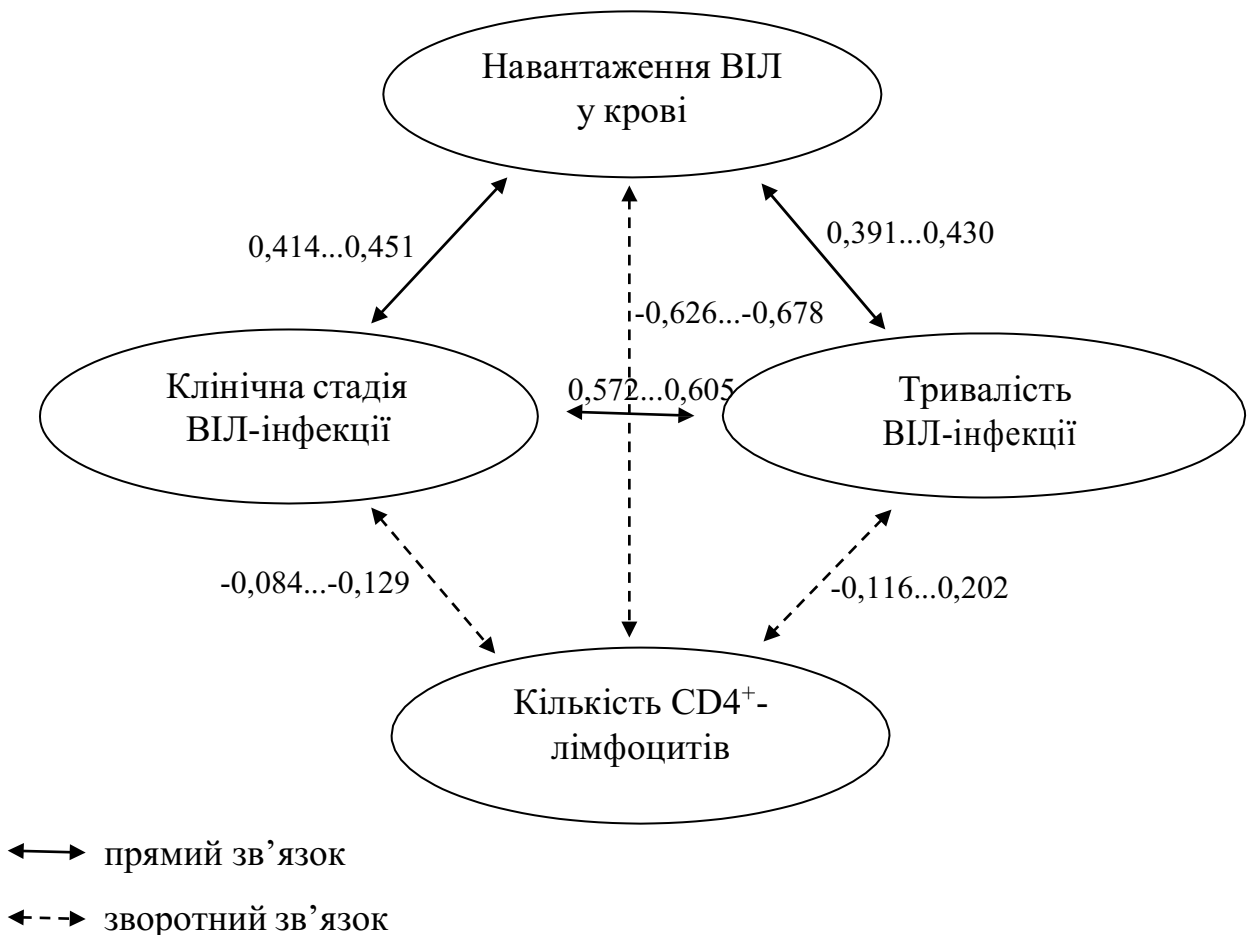 Навантаження ВІЛ
у крові
0,414...0,451
0,391...0,430
-0,626...-0,678
Клінічна стадія
ВІЛ-інфекції
0,572...0,605
Тривалість
ВІЛ-інфекції
-0,084...-0,129
-0,116...0,202
Кількість CD4⁺-
лімфоцитів
прямий зв’язок
зворотний зв’язок